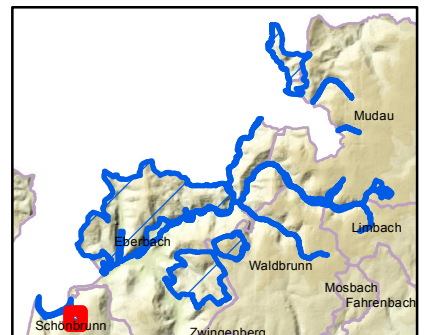 Mudau
Limbach
Eberbach
Waldbrunn
Mosbach
Fahrenbach
Schönbrunn
Zwingenberg